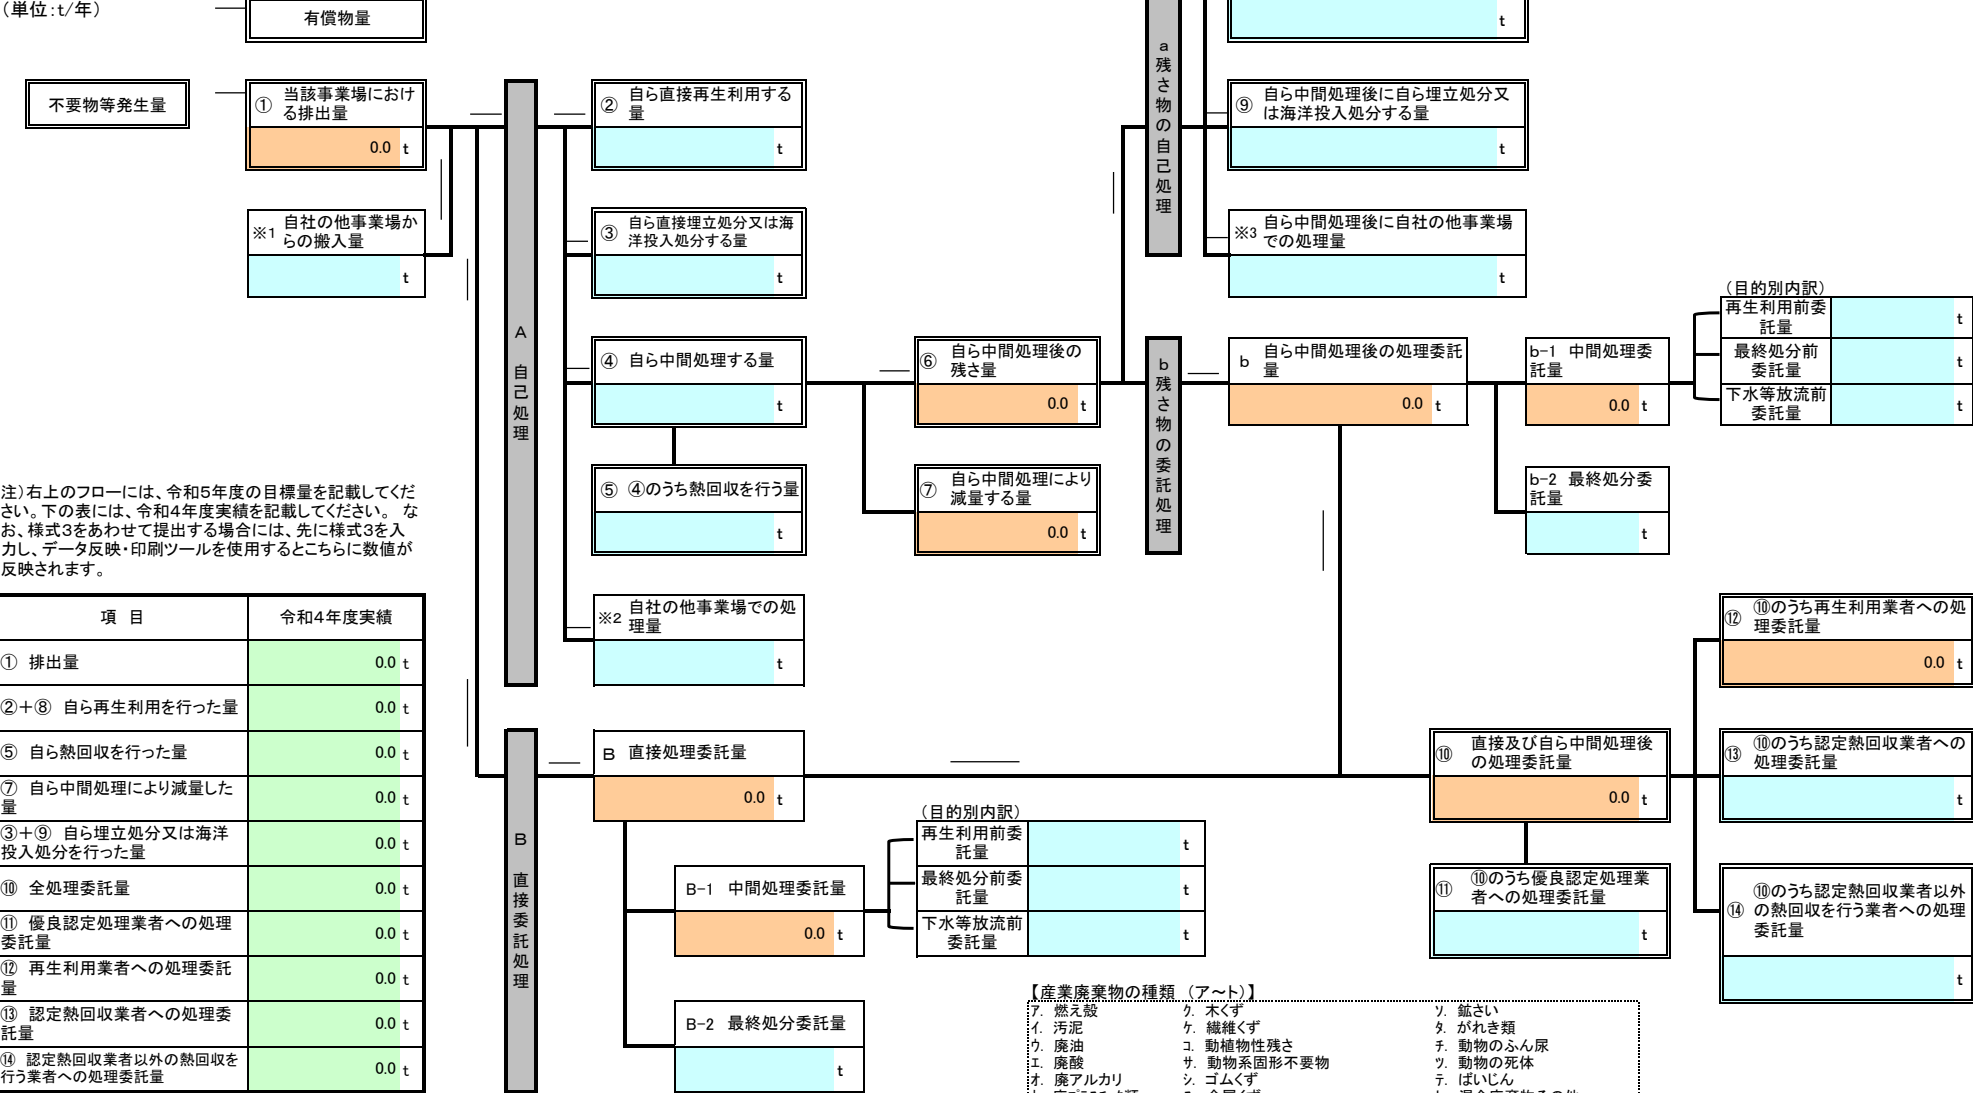 （単位：t/年）
有償物量
t
不要物等発生量
① 当該事業場におけ
る排出量
0.0 t
※1 自社の他事業場か
らの搬入量
t
A 自己処理
② 自ら直接再生利用する
量
t
③ 自ら直接埋立処分又は海
洋投入処分する量
t
④ 自ら中間処理する量
t
⑤ ④のうち熱回収を行う量
t
※2 自社の他事業場での処
理量
t
⑥ 自ら中間処理後の
残さ量
0.0 t
⑦ 自ら中間処理により
減量する量
0.0 t
a 残さ物の自己処理
⑨ 自ら中間処理後に自ら埋立処分又
は海洋投入処分する量
t
※3 自ら中間処理後に自社の他事業場
での処理量
t
b 残さ物の委託処理
b 自ら中間処理後の処理委託
量
0.0 t
b-1 中間処理委
託量
0.0 t
b-2 最終処分委
託量
t
（目的別内訳）
再生利用前委
託量
t
最終処分前
委託量
t
下水等放流前
委託量
t
注）右上のフローには、令和5年度の目標量を記載してくだ
さい。下の表には、令和4年度実績を記載してください。 な
お、様式3をあわせて提出する場合には、先に様式3を入
力し、データ反映・印刷ツールを使用するとこちらに数値が
反映されます。
項 目 令和4年度実績
① 排出量 0.0 t
②＋⑧ 自ら再生利用を行った量 0.0 t
⑤ 自ら熱回収を行った量 0.0 t
⑦ 自ら中間処理により減量した
量 0.0 t
③＋⑨ 自ら埋立処分又は海洋
投入処分を行った量 0.0 t
⑩ 全処理委託量 0.0 t
⑪ 優良認定処理業者への処理
委託量 0.0 t
⑫ 再生利用業者への処理委託
量 0.0 t
⑬ 認定熱回収業者への処理委
託量 0.0 t
⑭ 認定熱回収業者以外の熱回収を
行う業者への処理委託量 0.0 t
B 直接委託処理
B 直接処理委託量
0.0 t
B-1 中間処理委託量
0.0 t
B-2 最終処分委託量
t
（目的別内訳）
再生利用前委
託量
t
最終処分前委
託量
t
下水等放流前
委託量
t
⑩ 直接及び自ら中間処理後
の処理委託量
0.0 t
⑪ ⑩のうち優良認定処理業
者への処理委託量
t
⑫ ⑩のうち再生利用業者への処
理委託量
0.0 t
⑬ ⑩のうち認定熱回収業者への
処理委託量
t
⑭ ⑩のうち認定熱回収業者以外
の熱回収を行う業者への処理
委託量
t
【産業廃棄物の種類 （ア～ト）】
ア. 燃え殻 ク. 木くず ソ. 鉱さい
イ. 汚泥 ケ. 繊維くず タ. がれき類
ウ. 廃油 コ. 動植物性残さ チ. 動物のふん尿
エ. 廃酸 サ. 動物系固形不要物 ツ. 動物の死体
オ. 廃アルカリ シ. ゴムくず テ. ばいじん